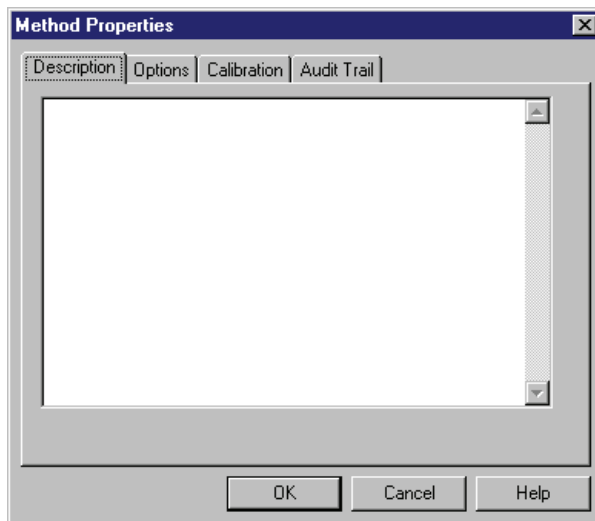 Method Properties
Description Options Calibration Audit Trail
OK Cancel Help